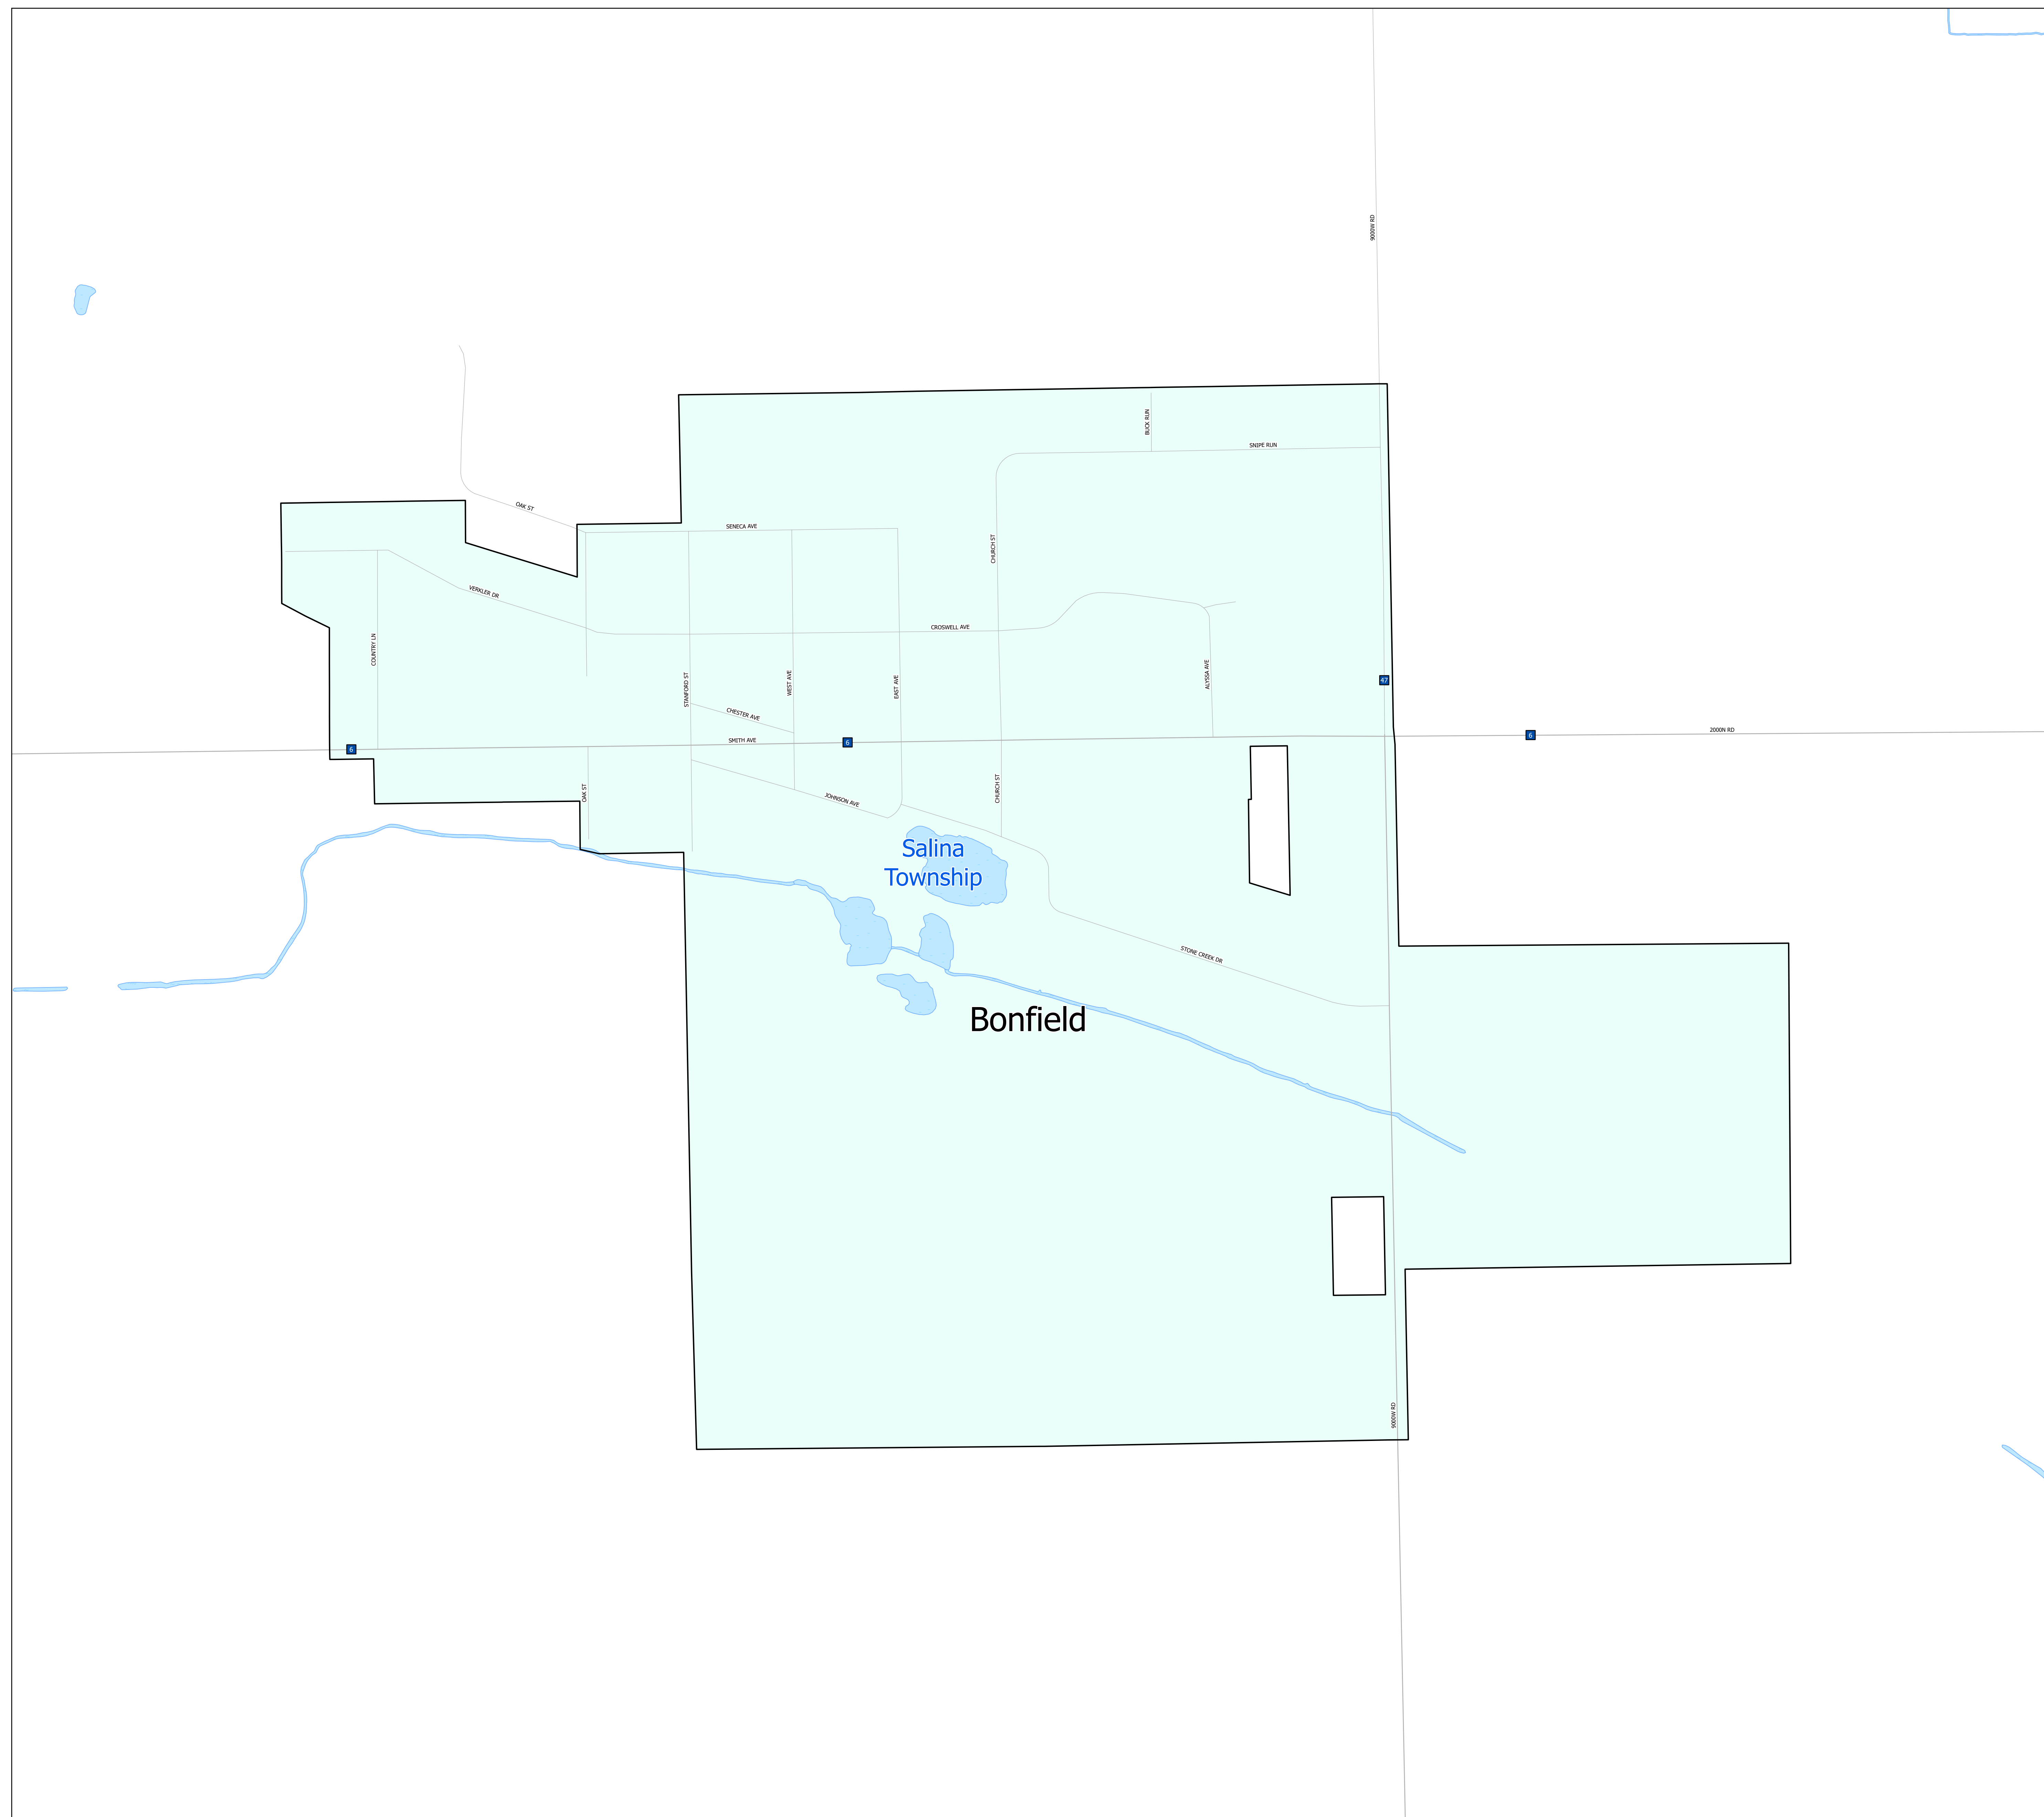 9000W RD
BUCK RUN
SNIPE RUN
OAK ST
SENECA AVE
CHURCH ST
VERKLER DR
CROSWELL AVE
COUNTRY LN
STANFORD ST
WEST AVE
EAST AVE
ALYSSA AVE
47
CHESTER AVE
SMITH AVE
6
6
6
2000N RD
OAK ST
JOHNSON AVE
CHURCH ST
Salina
Township
STONE CREEK DR
Bonfield
9000W RD